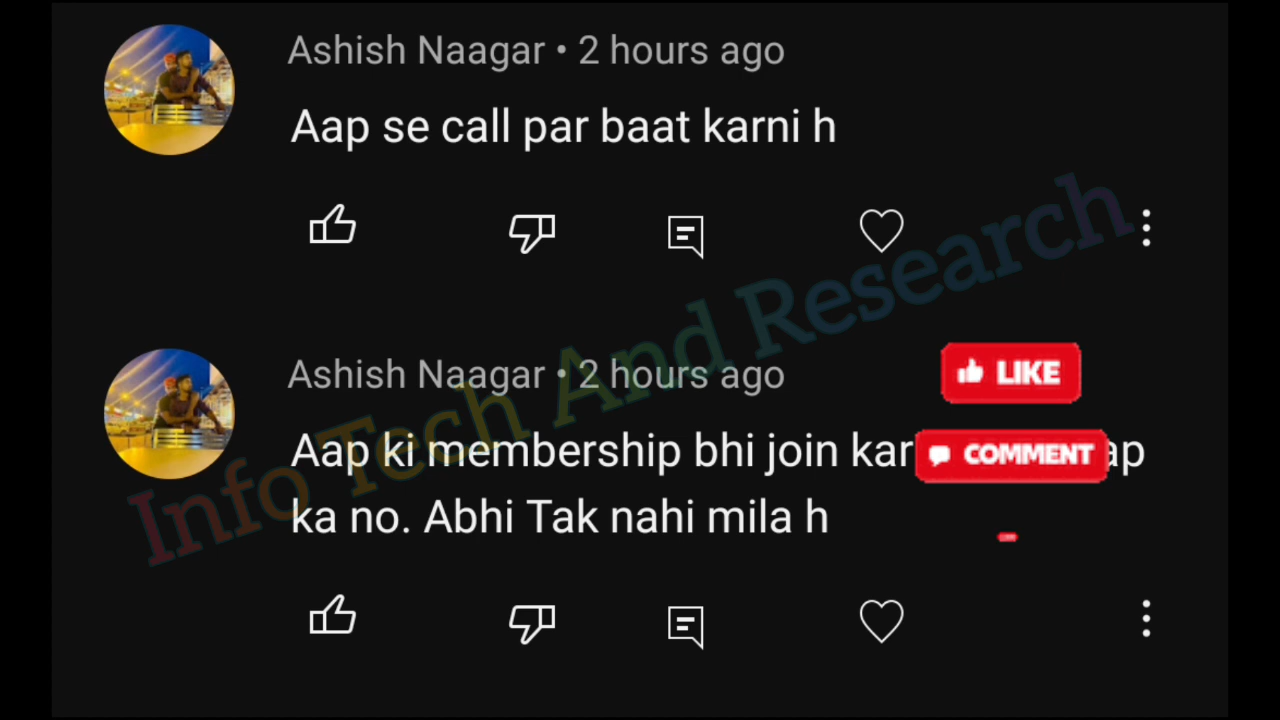 Ashish Naagar • 2 hours ago
Aap se call par baat karni h
Ashish Naagar • 2 hours ago
LIKE
Aap ki membership bhi join kar
COMMENT
ka no. Abhi Tak nahi mila h
Info Tech And Research